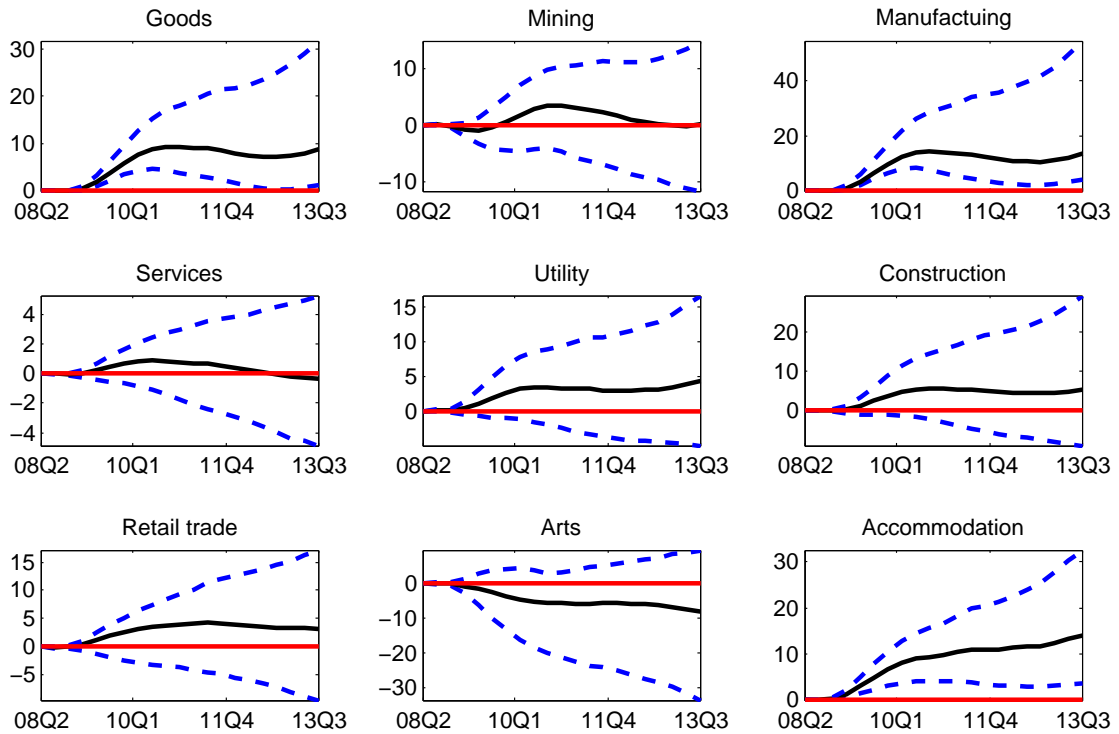 Goods
Mining
Manufactuing
30
20
10
0
10
0
−10
40
20
0
08Q2 10Q1 11Q4 13Q3
08Q2 10Q1 11Q4 13Q3
08Q2 10Q1 11Q4 13Q3
Services
Utility
Construction
4
2
0
−2
−4
15
10
5
0
20
10
0
08Q2 10Q1 11Q4 13Q3
08Q2 10Q1 11Q4 13Q3
08Q2 10Q1 11Q4 13Q3
Retail trade
Arts
Accommodation
15
10
5
0
−5
0
−10
−20
−30
30
20
10
0
08Q2 10Q1 11Q4 13Q3
08Q2 10Q1 11Q4 13Q3
08Q2 10Q1 11Q4 13Q3